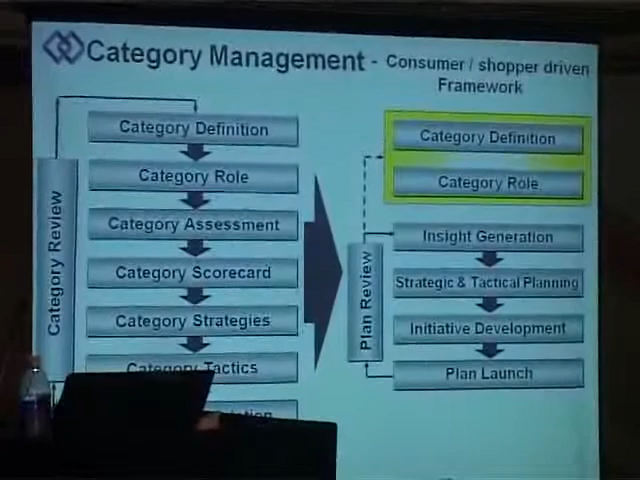 Category Management - Consumer / shopper driven
Framework
Category Review
Category Definition
Category Role
Category Assessment
Category Scorecard
Category Strategies
Category Tactics
Plan Review
Category Definition
Category Role
Insight Generation
Strategic & Tactical Planning
Initiative Development
Plan Launch